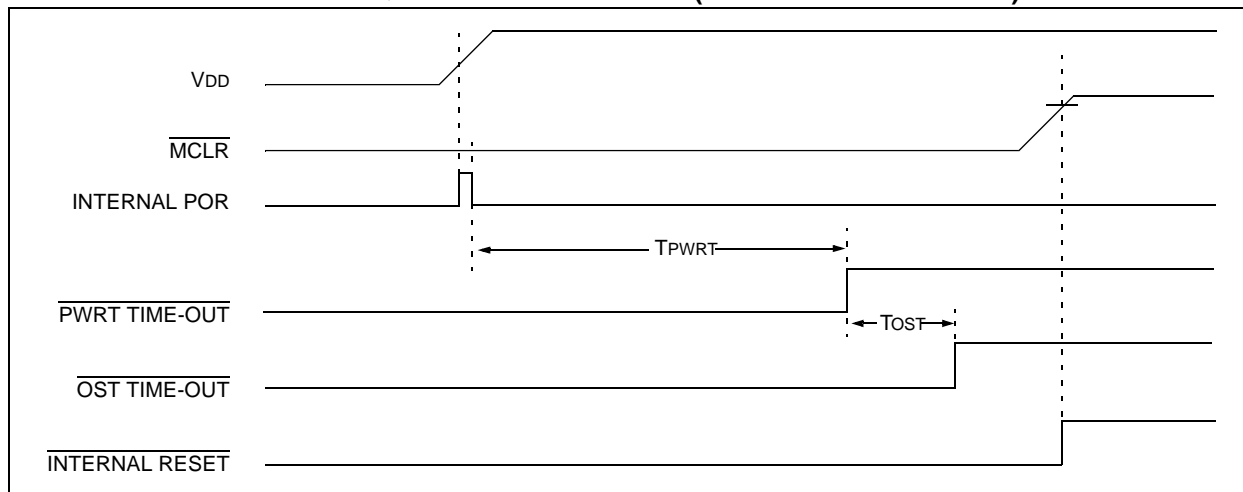 VDD
MCLR
INTERNAL POR
TPWRT
PWRT TIME-OUT
TOST
OST TIME-OUT
INTERNAL RESET